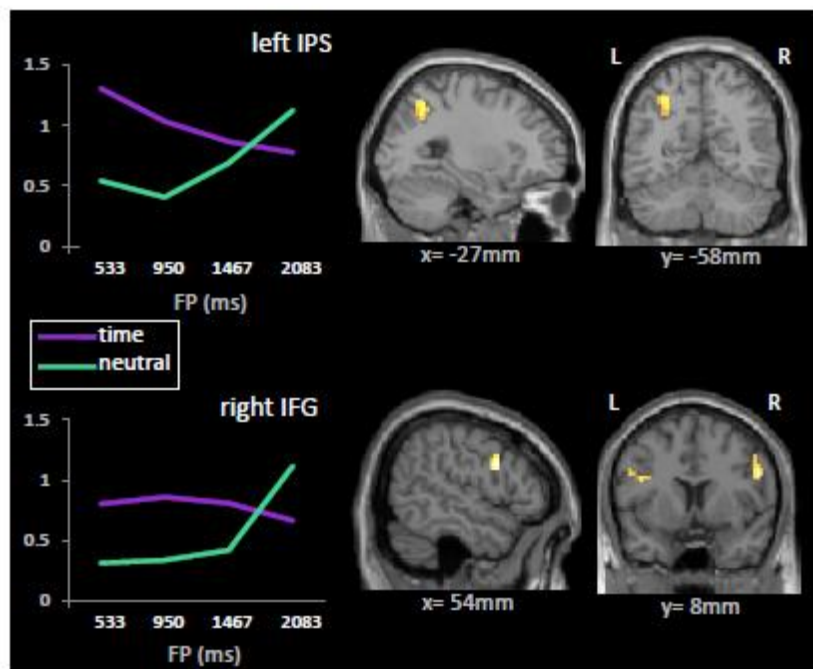 left IPS
L R
1.5
1
0.5
0
533 950 1467 2083
FP (ms)
x= -27mm
y= -58mm
time
neutral
right IFG
L R
1.5
1
0.5
0
533 950 1467 2083
FP (ms)
x= 54mm
y= 8mm